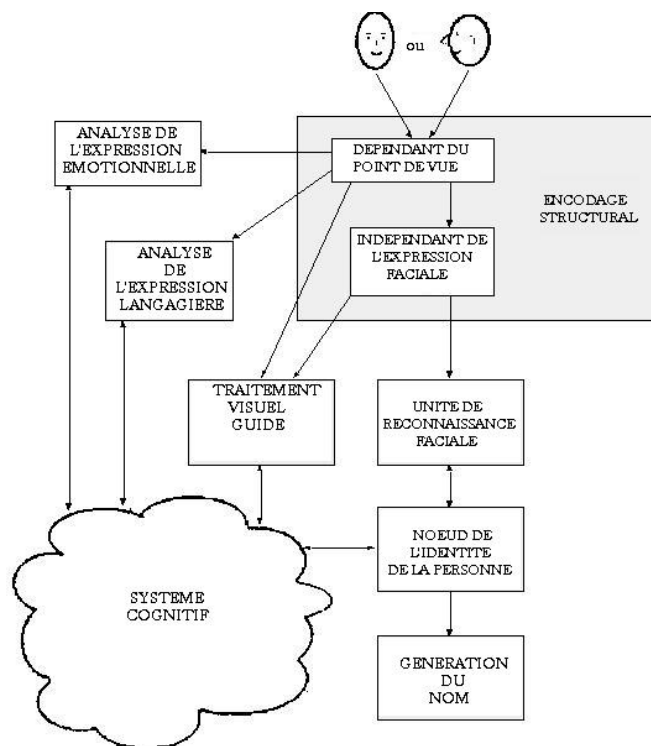 ou
ANALYSE DE
L'EXPRESSION
EMOTIONNELLE
DEPENDANT DU
POINT DE VUE
ENCODAGE
STRUCTURAL
INDEPENDANT DE
L'EXPRESSION
FACIALE
ANALYSE
DE
L'EXPRESSION
LANGAGIERE
TRAITEMENT
VISUEL
GUIDE
UNITE DE
RECONNAISSANCE
FACIALE
NOEUD DE
L'IDENTITE
DE LA PERSONNE
SYSTEME
COGNITIF
GENERATION
DU
NOM